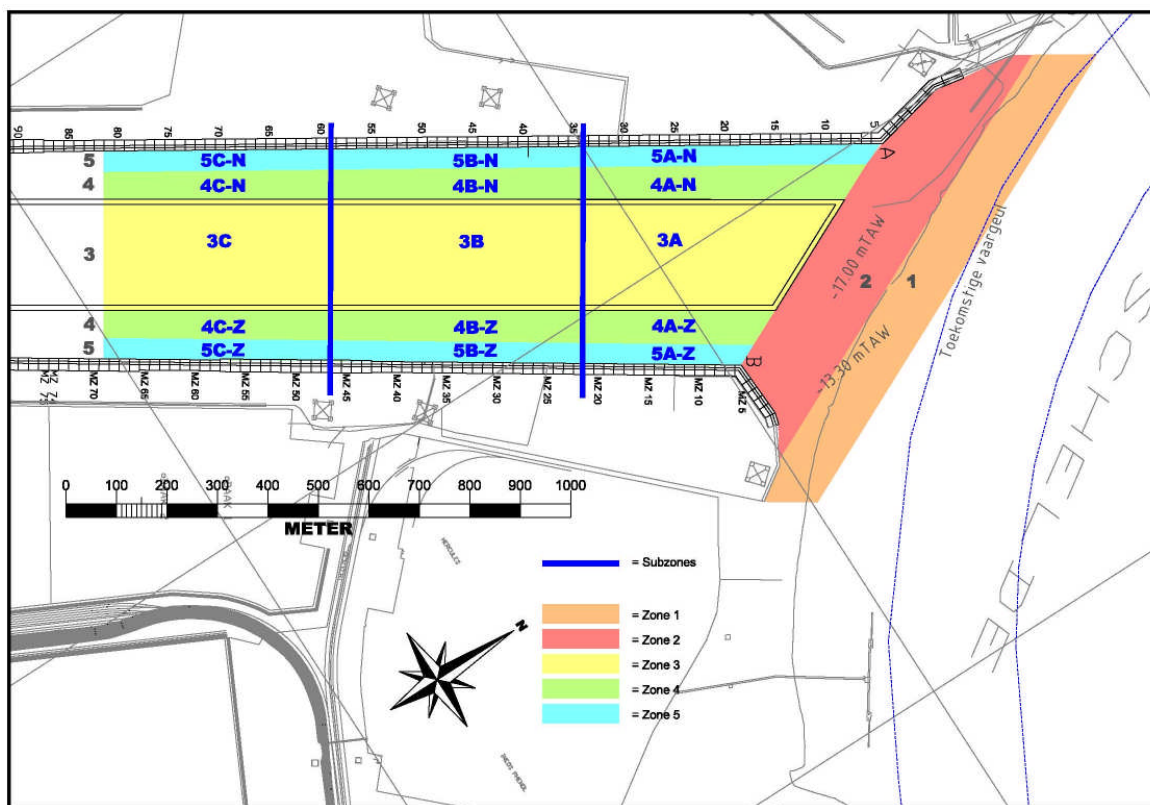 90 85 80 75 70 65 60 55 50 45 40 35 30 25 20 15 10 5
5 5C-N 5B-N 5A-N A
4 4C-N 4B-N 4A-N
3 3C 3B 3A
-17.00 mTAW
2 1
Toekomstige vaargeul
4 4C-Z 4B-Z 4A-Z
5 5C-Z 5B-Z 5A-Z B
-13.30 mTAW
SCHELDE
MZ 75 MZ 74 MZ 70 MZ 65 MZ 60 MZ 55 MZ 50 MZ 45 MZ 40 MZ 35 MZ 30 MZ 25 MZ 20 MZ 15 MZ 10 MZ 5
0 100 200 300 400 500 600 700 800 900 1000
METER
HERCULES
= Subzones
= Zone 1
= Zone 2
= Zone 3
= Zone 4
= Zone 5
N